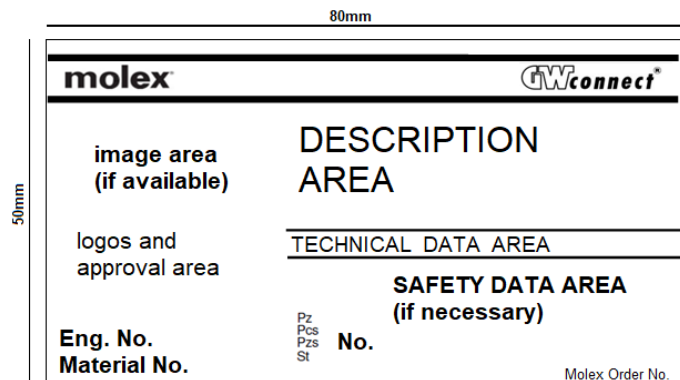 80mm
50mm
molex
GWconnect®
image area
(if available)
DESCRIPTION
AREA
logos and
approval area
TECHNICAL DATA AREA
SAFETY DATA AREA
(if necessary)
Eng. No.
Material No.
Pz
Pcs
Pzs
St
No.
Molex Order No.